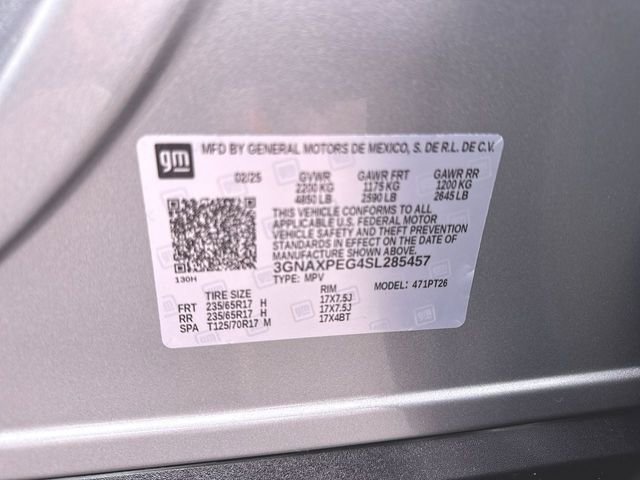 gm
MFD BY GENERAL MOTORS DE MEXICO, S. DE R.L. DE C.V.
02/25 GVWR GAWR FRT GAWR RR
2200 KG 1175 KG 1200 KG
4850 LB 2590 LB 2645 LB
THIS VEHICLE CONFORMS TO ALL
APPLICABLE U.S. FEDERAL MOTOR
VEHICLE SAFETY, BUMPER, AND THEFT
PREVENTION STANDARDS IN
EFFECT ON THE DATE OF
MANUFACTURE SHOWN ABOVE.
3GNAXPEG4SL285457
130H
TYPE: MPV MODEL: 471PT26
TIRE SIZE RIM
FRT 235/65R17 H 17X7.5J
RR 235/65R17 H 17X7.5J
SPA T125/70R17 M 17X4BT